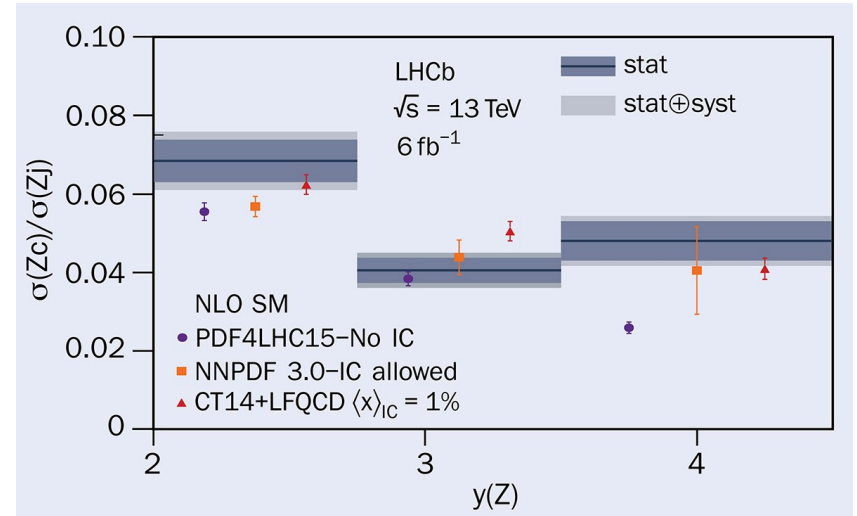 0.10
0.08
0.06
0.04
0.02
0
σ(Zc)/σ(Zj)
LHCb
√s = 13 TeV
6 fb⁻¹
stat
stat⊕syst
NLO SM
PDF4LHC15–No IC
NNPDF 3.0–IC allowed
CT14+LFQCD ⟨x⟩IC = 1%
2 3 4
y(Z)